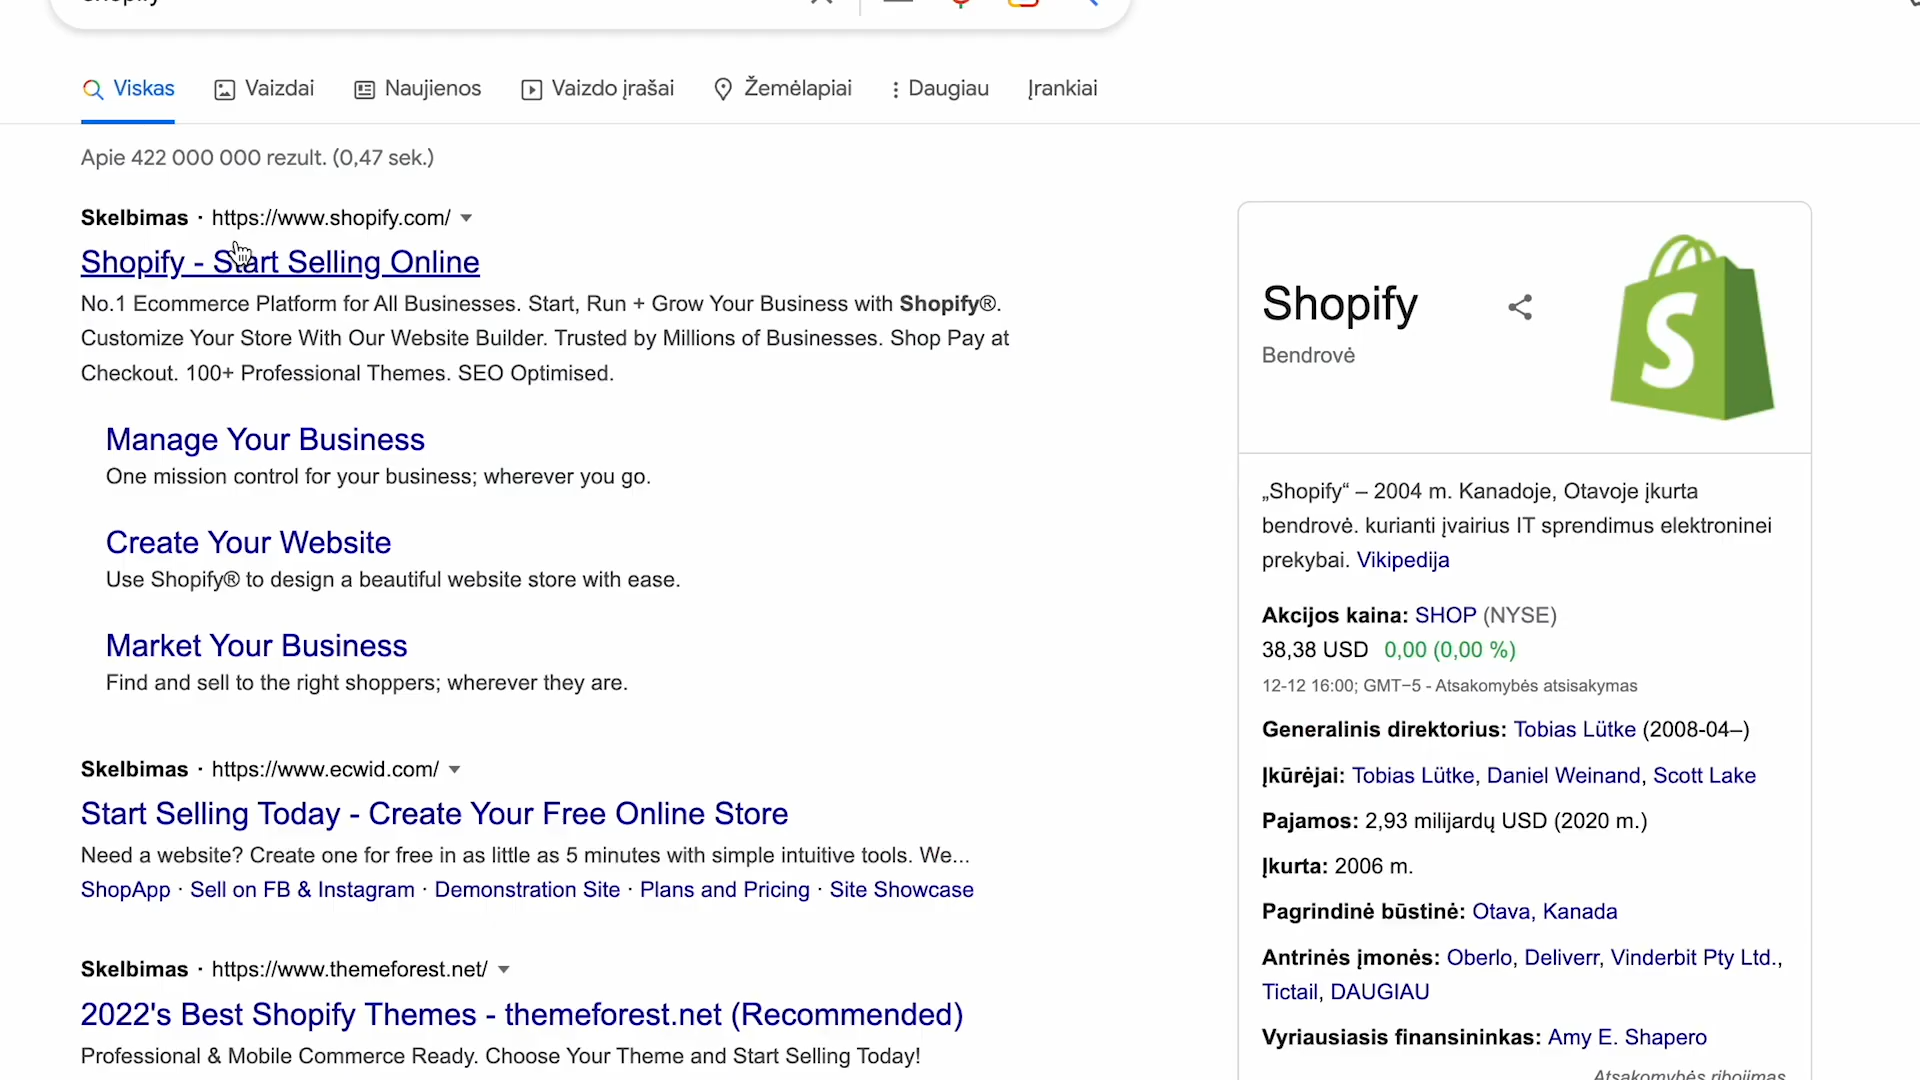 Viskas
Vaizdai
Naujienos
Vaizdo įrašai
Žemėlapiai
Daugiau
Įrankiai
Apie 422 000 000 rezult. (0,47 sek.)
Skelbimas · https://www.shopify.com/
Shopify - Start Selling Online
No.1 Ecommerce Platform for All Businesses. Start, Run + Grow Your Business with Shopify®.
Customize Your Store With Our Website Builder. Trusted by Millions of Businesses. Shop Pay at
Checkout. 100+ Professional Themes. SEO Optimised.
Manage Your Business
One mission control for your business; wherever you go.
Create Your Website
Use Shopify® to design a beautiful website store with ease.
Market Your Business
Find and sell to the right shoppers; wherever they are.
Skelbimas · https://www.ecwid.com/
Start Selling Today - Create Your Free Online Store
Need a website? Create one for free in as little as 5 minutes with simple intuitive tools. We...
ShopApp · Sell on FB & Instagram · Demonstration Site · Plans and Pricing · Site Showcase
Skelbimas · https://www.themeforest.net/
2022's Best Shopify Themes - themeforest.net (Recommended)
Professional & Mobile Commerce Ready. Choose Your Theme and Start Selling Today!
Shopify
Bendrovė
S
„Shopify“ – 2004 m. Kanadoje, Otavoje įkurta
bendrovė. kurianti įvairius IT sprendimus elektroninei
prekybai. Vikipedija
Akcijos kaina: SHOP (NYSE)
38,38 USD 0,00 (0,00 %)
12-12 16:00; GMT−5 - Atsakomybės atsisakymas
Generalinis direktorius: Tobias Lütke (2008-04–)
Įkūrėjai: Tobias Lütke, Daniel Weinand, Scott Lake
Pajamos: 2,93 milijardų USD (2020 m.)
Įkurta: 2006 m.
Pagrindinė būstinė: Otava, Kanada
Antrinės įmonės: Oberlo, Deliverr, Vinderbit Pty Ltd.,
Tictail, DAUGIAU
Vyriausiasis finansininkas: Amy E. Shapero
Atsakomybės ribojimas